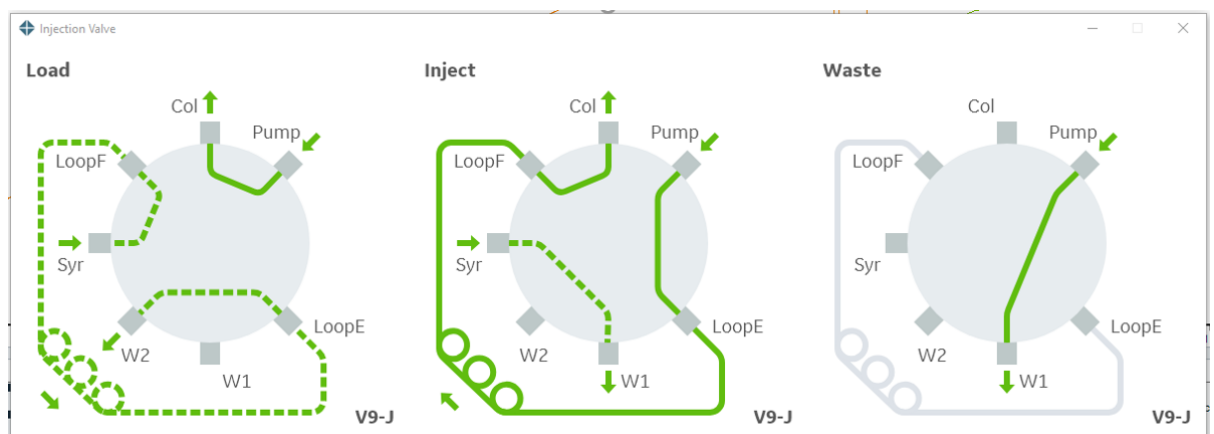 Injection Valve
Load
Col
Pump
LoopF
Syr
LoopE
W2
W1
V9-J
Inject
Col
Pump
LoopF
Syr
LoopE
W2
W1
V9-J
Waste
Col
Pump
LoopF
Syr
LoopE
W2
W1
V9-J